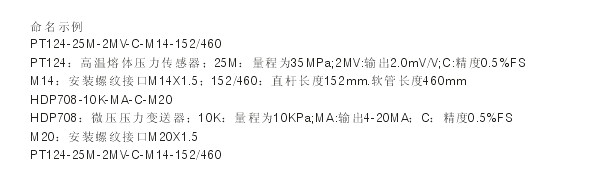 命名示例
PT124-25M-2MV-C-M14-152/460
PT124：高温熔体压力传感器；25M：量程为35MPa;2MV:输出2.0mV/V;C:精度0.5%FS
M14：安装螺纹接口M14X1.5；152/460：直杆长度152mm.软管长度460mm
HDP708-10K-MA-C-M20
HDP708：微压压力变送器；10K：量程为10KPa;MA:输出4-20MA；C：精度0.5%FS
M20：安装螺纹接口M20X1.5
PT124-25M-2MV-C-M14-152/460